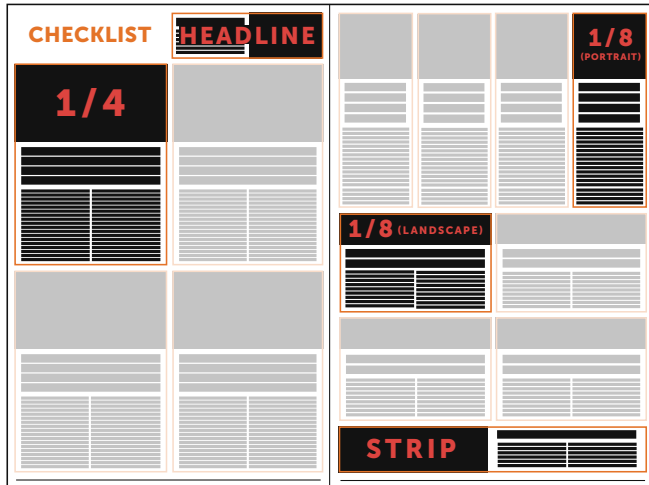 CHECKLIST
HEADLINE
1/4
1/8
(PORTRAIT)
1/8 (LANDSCAPE)
STRIP